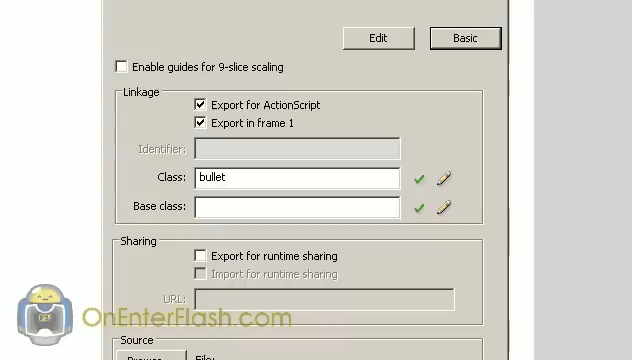 Edit Basic
Enable guides for 9-slice scaling
Linkage
Export for ActionScript
Export in frame 1
Identifier:
Class: bullet
Base class:
Sharing
Export for runtime sharing
Import for runtime sharing
URL:
OnEnterFlash.com
Source
File: